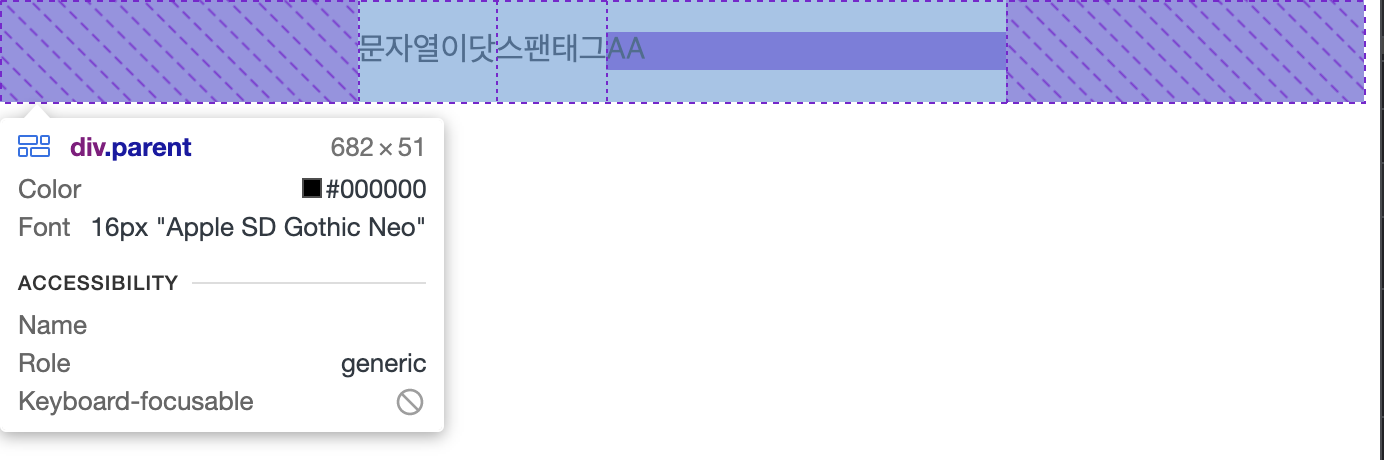 문자열이닷스팬태그AA
div.parent 682 × 51
Color #000000
Font 16px "Apple SD Gothic Neo"
ACCESSIBILITY
Name
Role generic
Keyboard-focusable